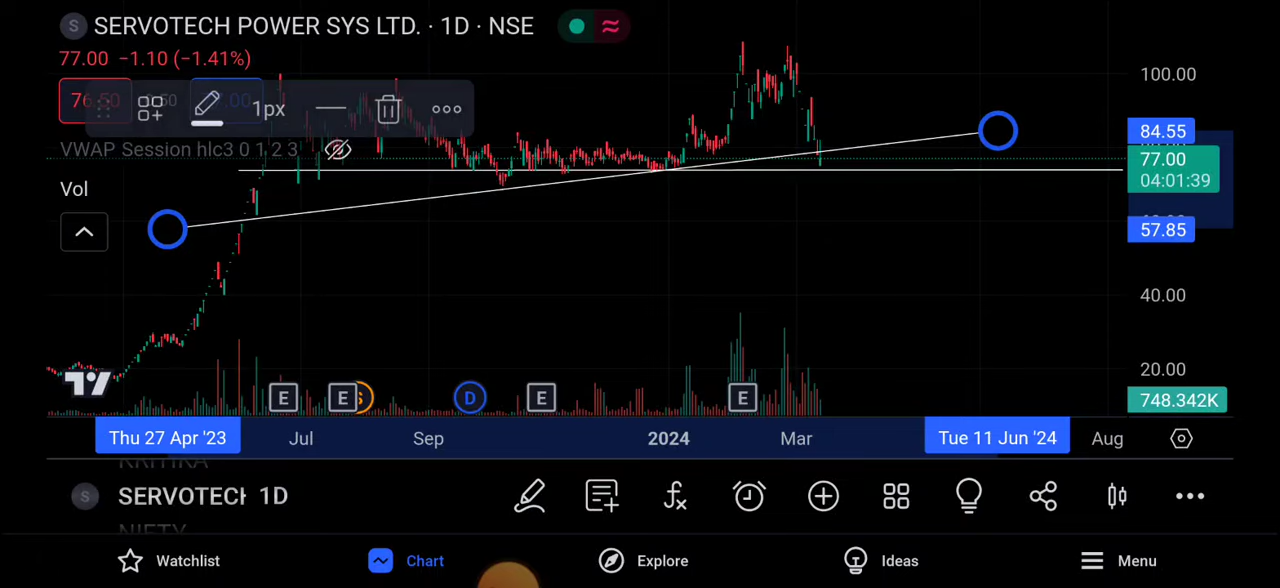 S SERVOTECH POWER SYS LTD. · 1D · NSE
77.00 −1.10 (−1.41%)
1px
VWAP Session hlc3 0 1 2 3
Vol
100.00
84.55
77.00
04:01:39
57.85
40.00
20.00
748.342K
E E D E E
Thu 27 Apr '23 Jul Sep 2024 Mar Tue 11 Jun '24 Aug
KRITIKA
S SERVOTECH 1D
NIFTY
Watchlist Chart Explore Ideas Menu